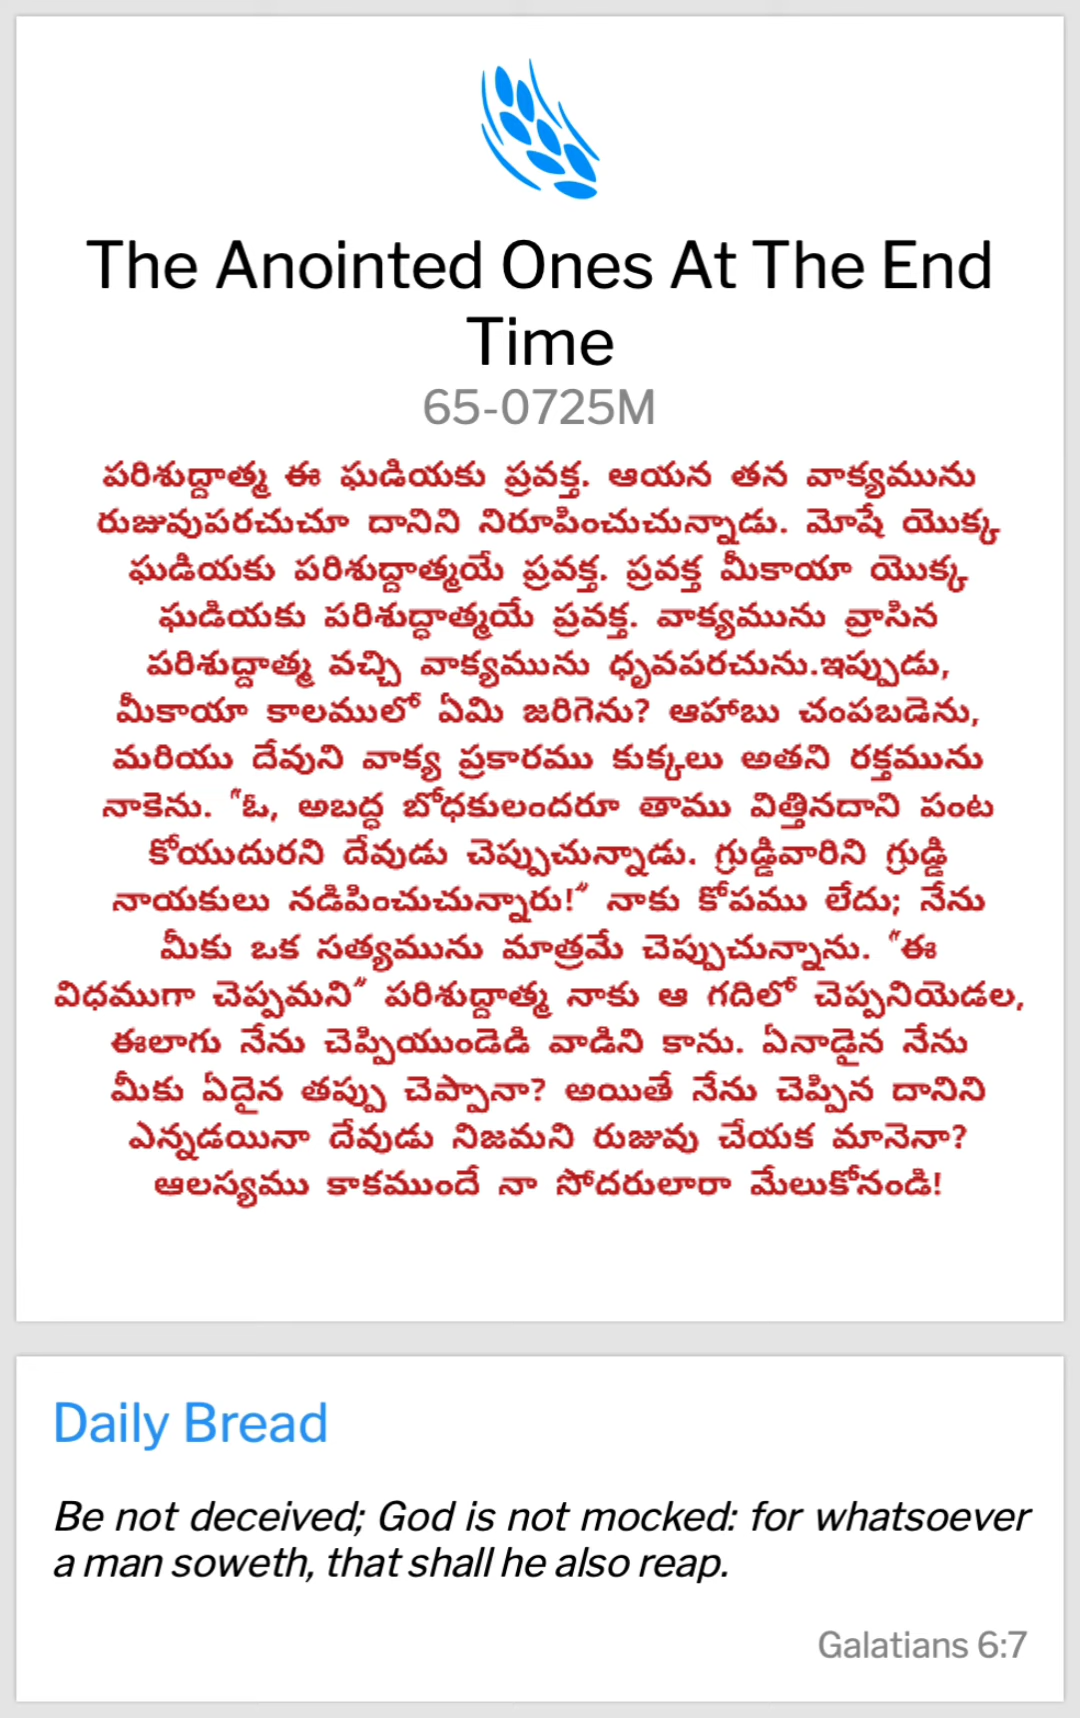 The Anointed Ones At The End
Time
65-0725M
పరిశుద్దాత్మ ఈ ఘడియకు ప్రవక్త. ఆయన తన వాక్యమును
రుజువుపరచుచూ దానిని నిరూపించుచున్నాడు. మోషే యొక్క
ఘడియకు పరిశుద్దాత్మయే ప్రవక్త. ప్రవక్త మీకాయా యొక్క
ఘడియకు పరిశుద్ధాత్మయే ప్రవక్త. వాక్యమును వ్రాసిన
పరిశుద్దాత్మ వచ్చి వాక్యమును ధృవపరచును.ఇప్పుడు,
మీకాయా కాలములో ఏమి జరిగెను? ఆహాబు చంపబడెను,
మరియు దేవుని వాక్య ప్రకారము కుక్కలు అతని రక్తమును
నాకెను. "ఓ, అబద్ధ బోధకులందరూ తాము విత్తినదాని పంట
కోయుదురని దేవుడు చెప్పుచున్నాడు. గ్రుడ్డివారిని గ్రుడ్డి
నాయకులు నడిపించుచున్నారు!" నాకు కోపము లేదు; నేను
మీకు ఒక సత్యమును మాత్రమే చెప్పుచున్నాను. "ఈ
విధముగా చెప్పమని" పరిశుద్దాత్మ నాకు ఆ గదిలో చెప్పనియెడల,
ఈలాగు నేను చెప్పియుండెడి వాడిని కాను. ఏనాడైన నేను
మీకు ఏదైన తప్పు చెప్పానా? అయితే నేను చెప్పిన దానిని
ఎన్నడయినా దేవుడు నిజమని రుజువు చేయక మానెనా?
ఆలస్యము కాకముందే నా సోదరులారా మేలుకోనండి!
Daily Bread
Be not deceived; God is not mocked: for whatsoever
a man soweth, that shall he also reap.
Galatians 6:7